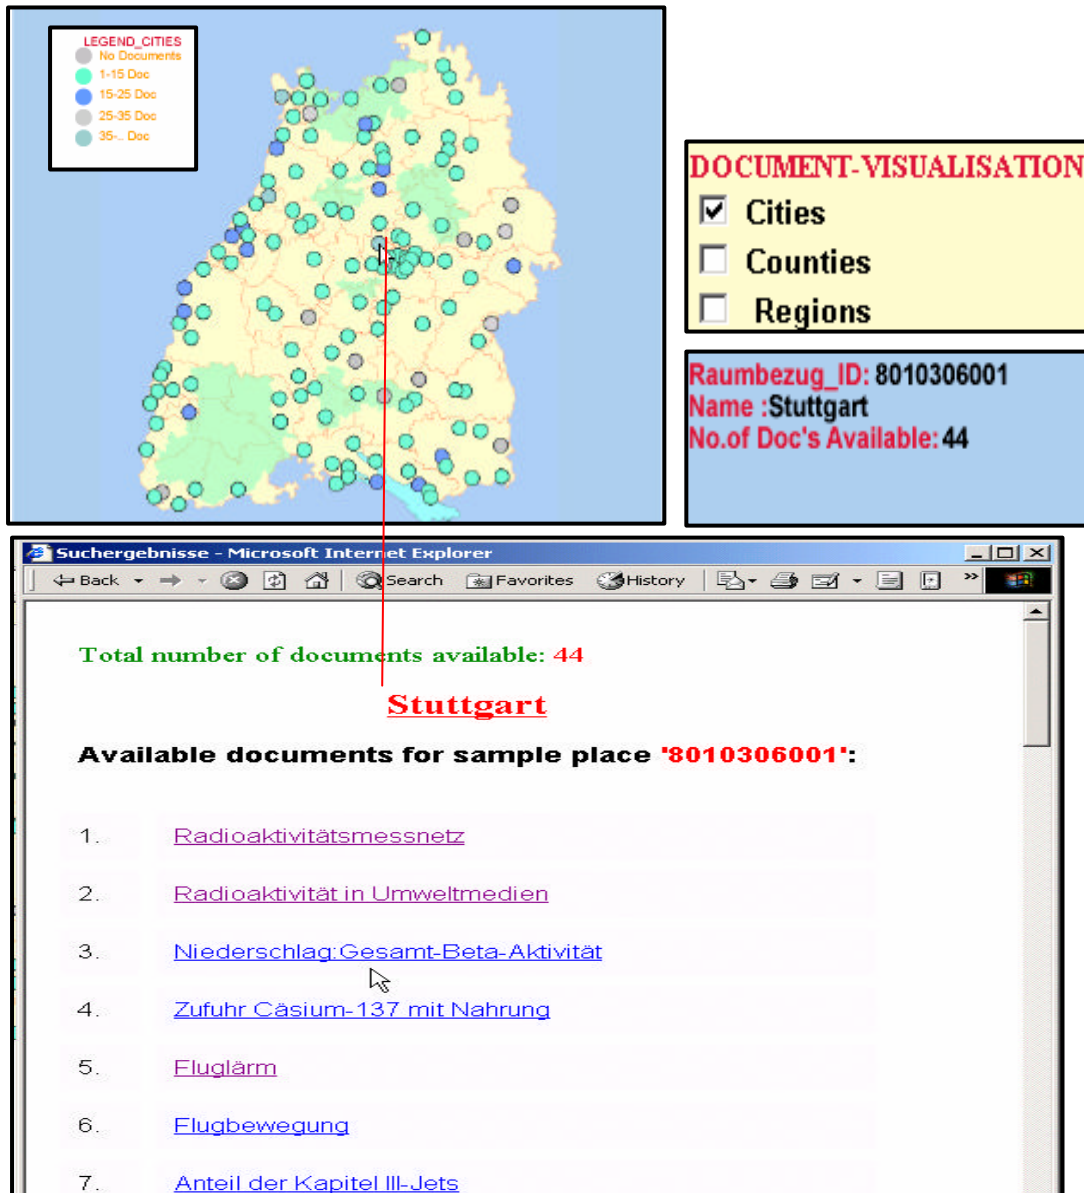 LEGEND_CITIES
No Documents
1-15 Doc
15-25 Doc
25-35 Doc
35-.. Doc
DOCUMENT-VISUALISATION
Cities
Counties
Regions
Raumbezug_ID: 8010306001
Name :Stuttgart
No.of Doc's Available: 44
Suchergebnisse - Microsoft Internet Explorer
Back Search Favorites History »
Total number of documents available: 44
Stuttgart
Available documents for sample place '8010306001':
1. Radioaktivitätsmessnetz
2. Radioaktivität in Umweltmedien
3. Niederschlag:Gesamt-Beta-Aktivität
4. Zufuhr Cäsium-137 mit Nahrung
5. Fluglärm
6. Flugbewegung
7. Anteil der Kapitel III-Jets